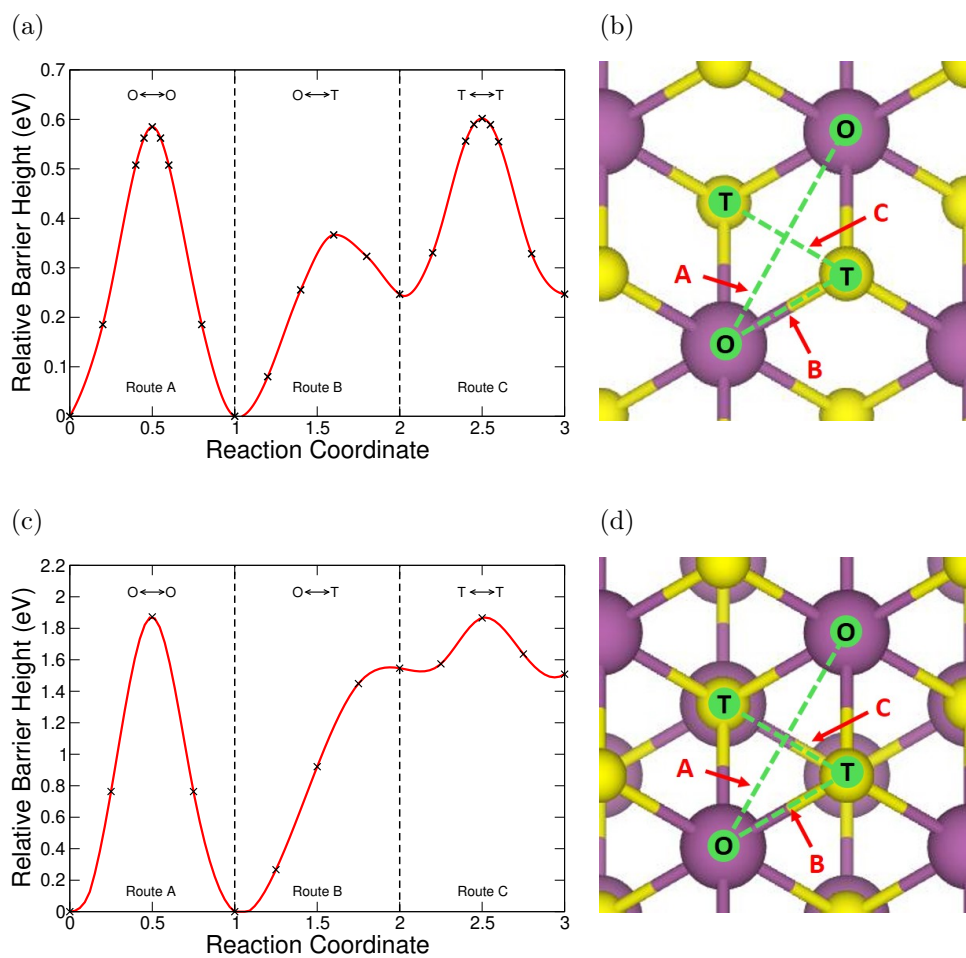 (a)
0.7
0.6
0.5
0.4
0.3
0.2
0.1
0
Relative Barrier Height (eV)
O⟷O
O⟷T
T⟷T
Route A
Route B
Route C
0
0.5
1
1.5
2
2.5
3
Reaction Coordinate
(b)
O
T
C
A
T
O
B
(c)
2.2
2
1.8
1.6
1.4
1.2
1
0.8
0.6
0.4
0.2
0
Relative Barrier Height (eV)
O⟷O
O⟷T
T⟷T
Route A
Route B
Route C
0
0.5
1
1.5
2
2.5
3
Reaction Coordinate
(d)
O
T
C
A
T
O
B